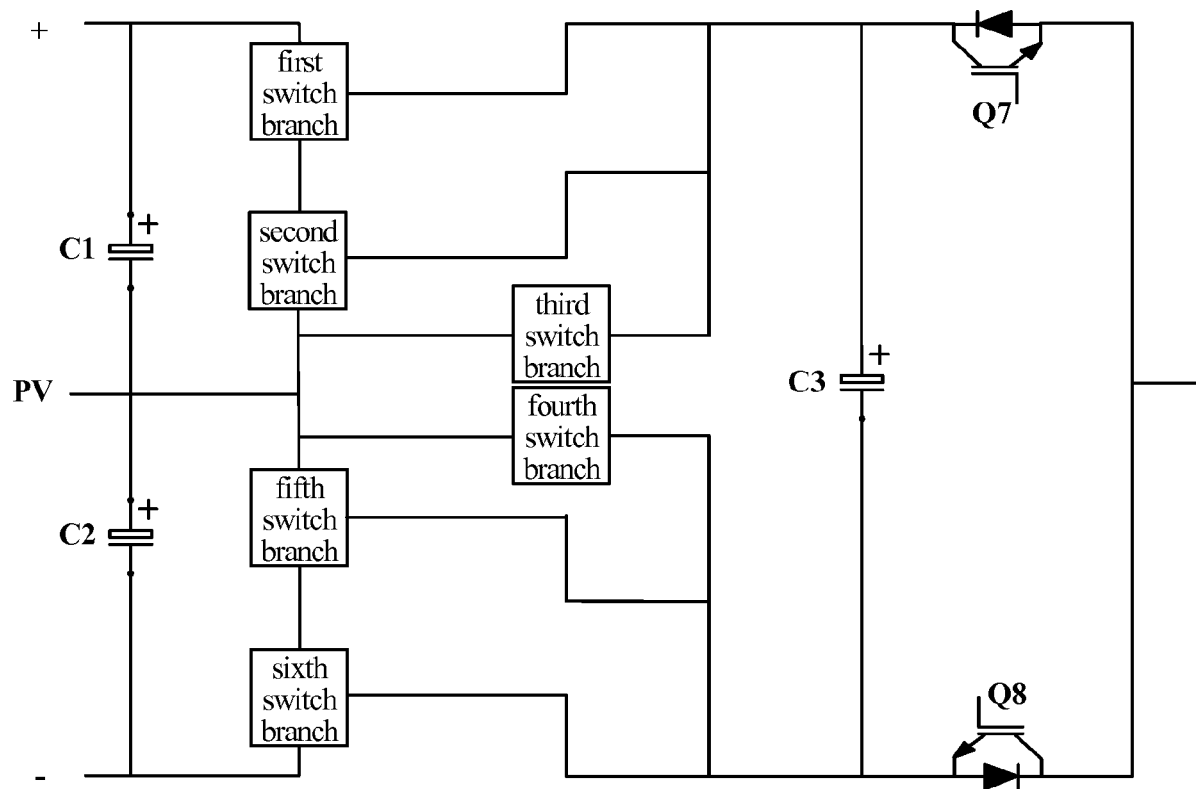 +
first
switch
branch
Q7
+
C1
second
switch
branch
third
switch
branch
+
C3
PV
fourth
switch
branch
+
C2
fifth
switch
branch
sixth
switch
branch
Q8
-